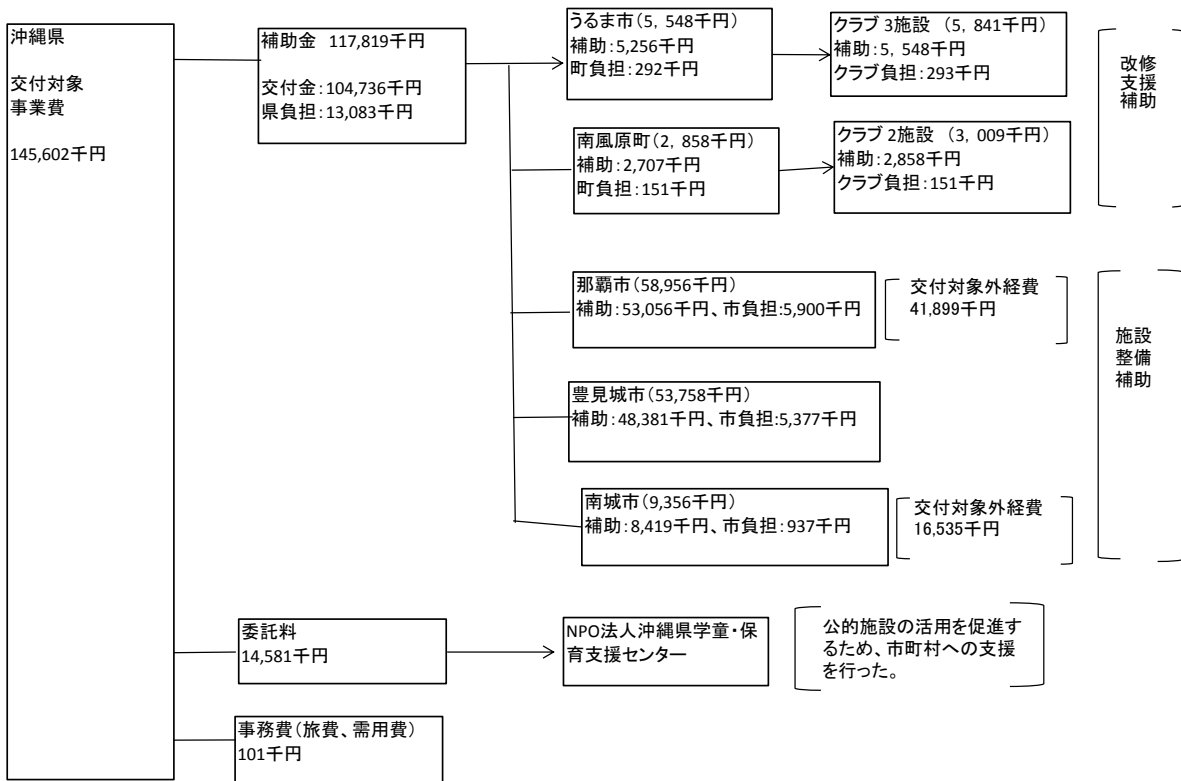 沖縄県
交付対象
事業費
145,602千円
補助金 117,819千円
交付金:104,736千円
県負担:13,083千円
うるま市(5, 548千円)
補助:5,256千円
町負担:292千円
クラブ 3施設 (5, 841千円)
補助:5, 548千円
クラブ負担:293千円
改修
支援
補助
南風原町(2, 858千円)
補助:2,707千円
町負担:151千円
クラブ 2施設 (3, 009千円)
補助:2,858千円
クラブ負担:151千円
那覇市(58,956千円)
補助:53,056千円、市負担:5,900千円
交付対象外経費
41,899千円
施設
整備
補助
豊見城市(53,758千円)
補助:48,381千円、市負担:5,377千円
南城市(9,356千円)
補助:8,419千円、市負担:937千円
交付対象外経費
16,535千円
委託料
14,581千円
NPO法人沖縄県学童・保
育支援センター
公的施設の活用を促進す
るため、市町村への支援
を行った。
事務費(旅費、需用費)
101千円